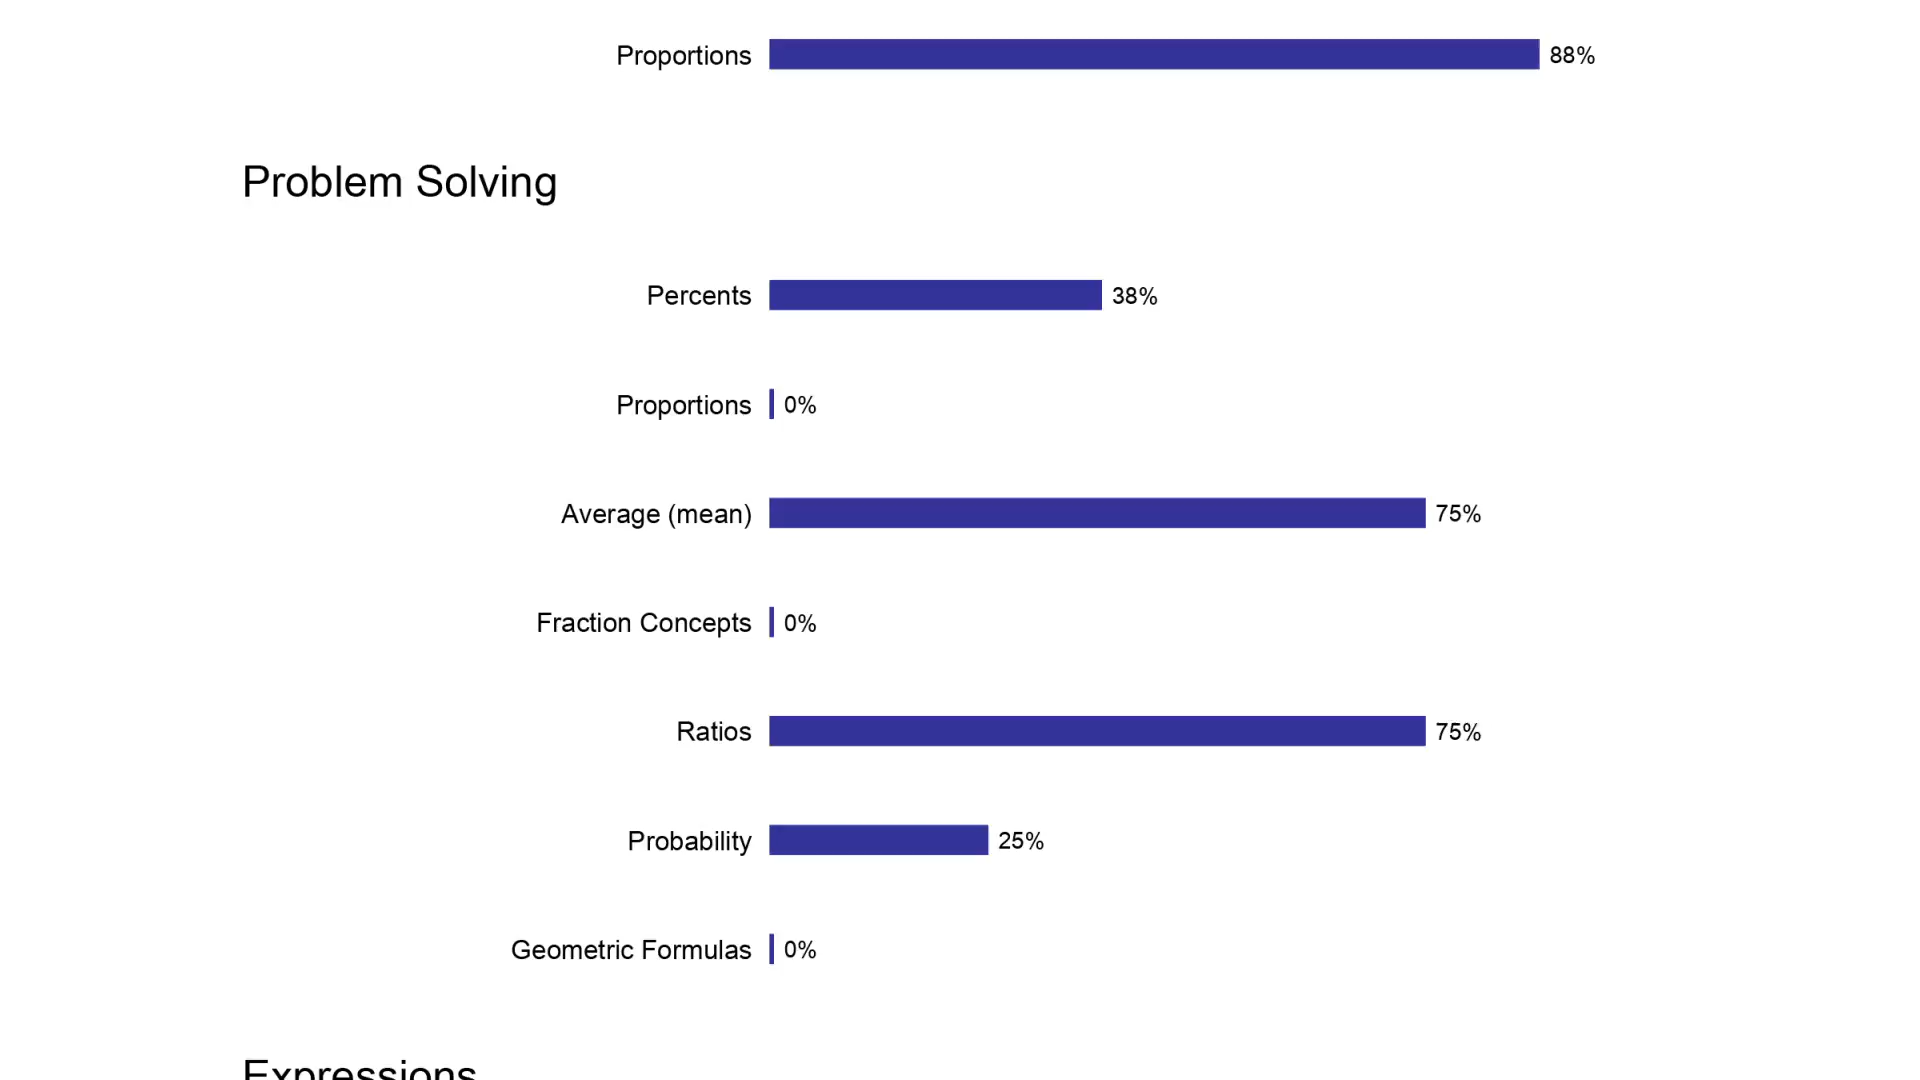 Proportions 88%
Problem Solving
Percents 38%
Proportions 0%
Average (mean) 75%
Fraction Concepts 0%
Ratios 75%
Probability 25%
Geometric Formulas 0%
Expressions